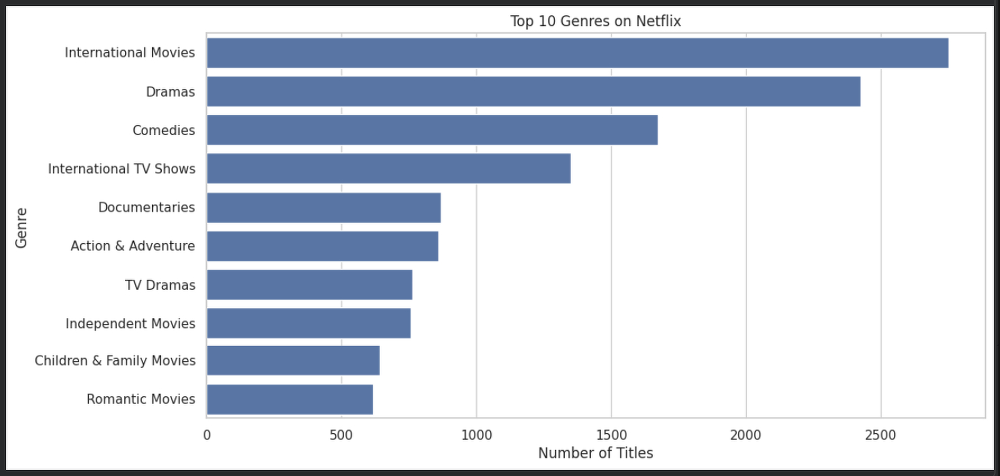 Top 10 Genres on Netflix
International Movies
Dramas
Comedies
International TV Shows
Documentaries
Action & Adventure
TV Dramas
Independent Movies
Children & Family Movies
Romantic Movies
Genre
0 500 1000 1500 2000 2500
Number of Titles